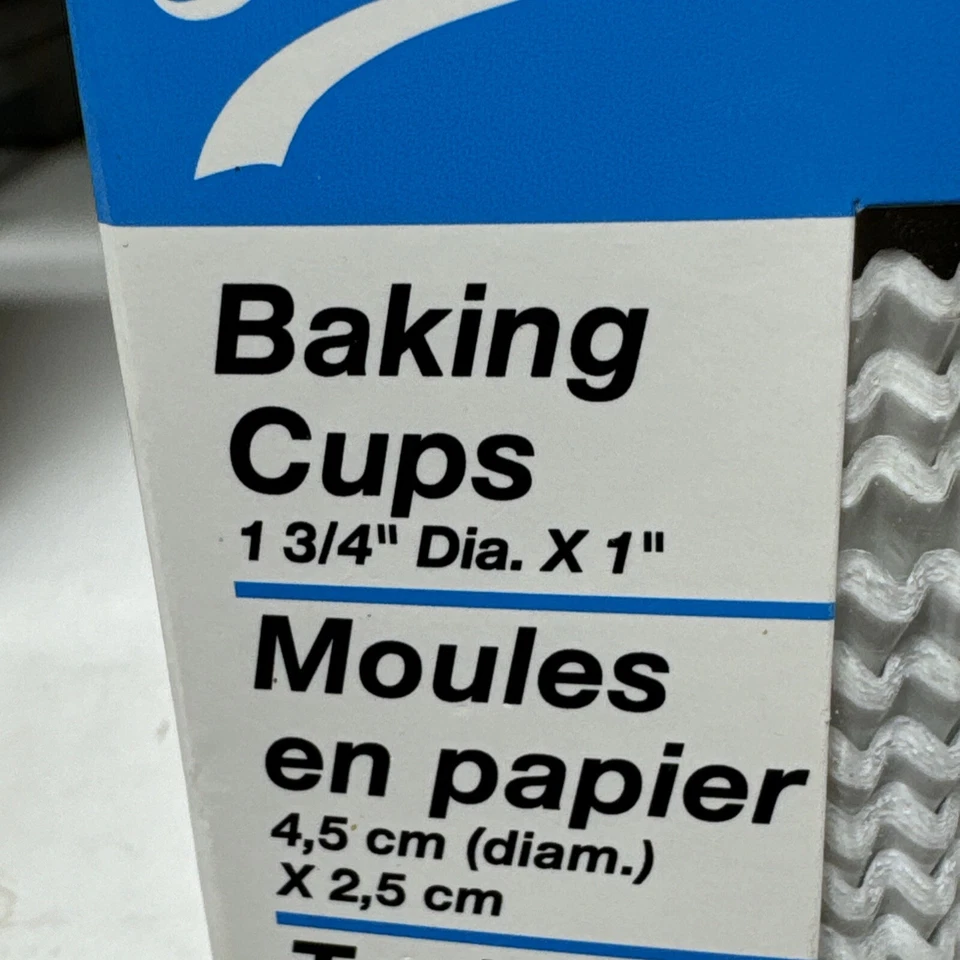 Baking
Cups
1 3/4" Dia. X 1"
Moules
en papier
4,5 cm (diam.)
X 2,5 cm